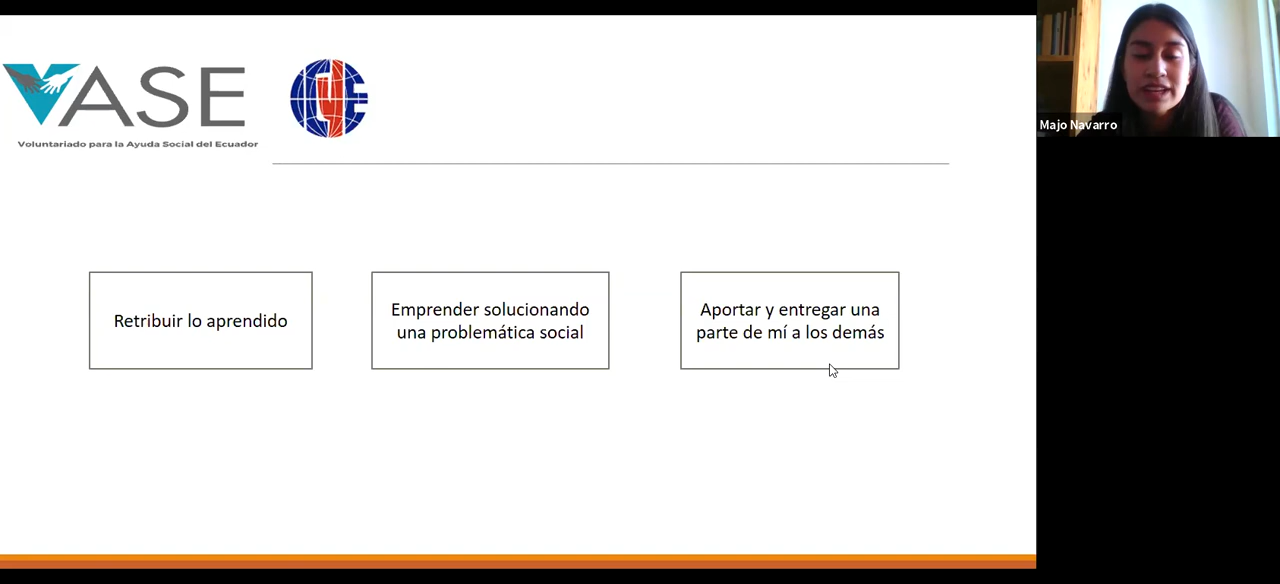 VASE
Voluntariado para la Ayuda Social del Ecuador
Majo Navarro
Retribuir lo aprendido
Emprender solucionando
una problemática social
Aportar y entregar una
parte de mí a los demás